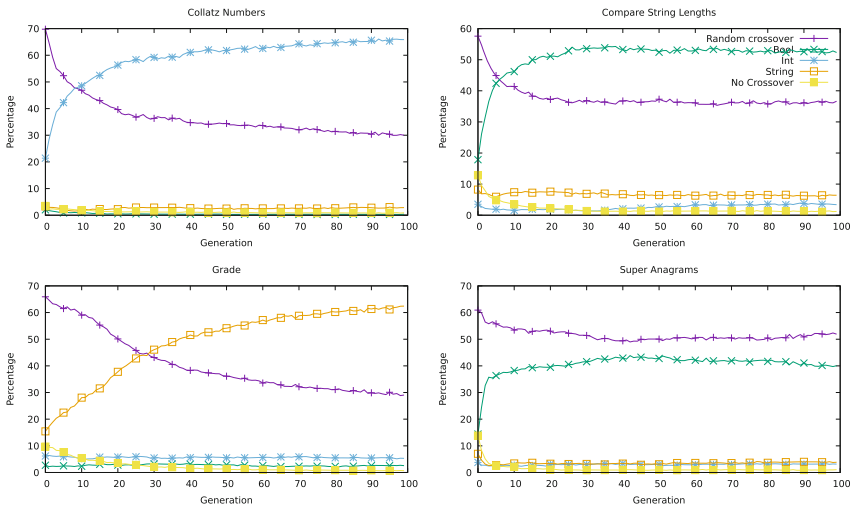 Collatz Numbers
70
60
50
40
30
20
10
0
Percentage
0 10 20 30 40 50 60 70 80 90 100
Generation
Compare String Lengths
60
50
40
30
20
10
0
Percentage
Random crossover
Bool
Int
String
No Crossover
0 10 20 30 40 50 60 70 80 90 100
Generation
Grade
70
60
50
40
30
20
10
0
Percentage
0 10 20 30 40 50 60 70 80 90 100
Generation
Super Anagrams
70
60
50
40
30
20
10
0
Percentage
0 10 20 30 40 50 60 70 80 90 100
Generation